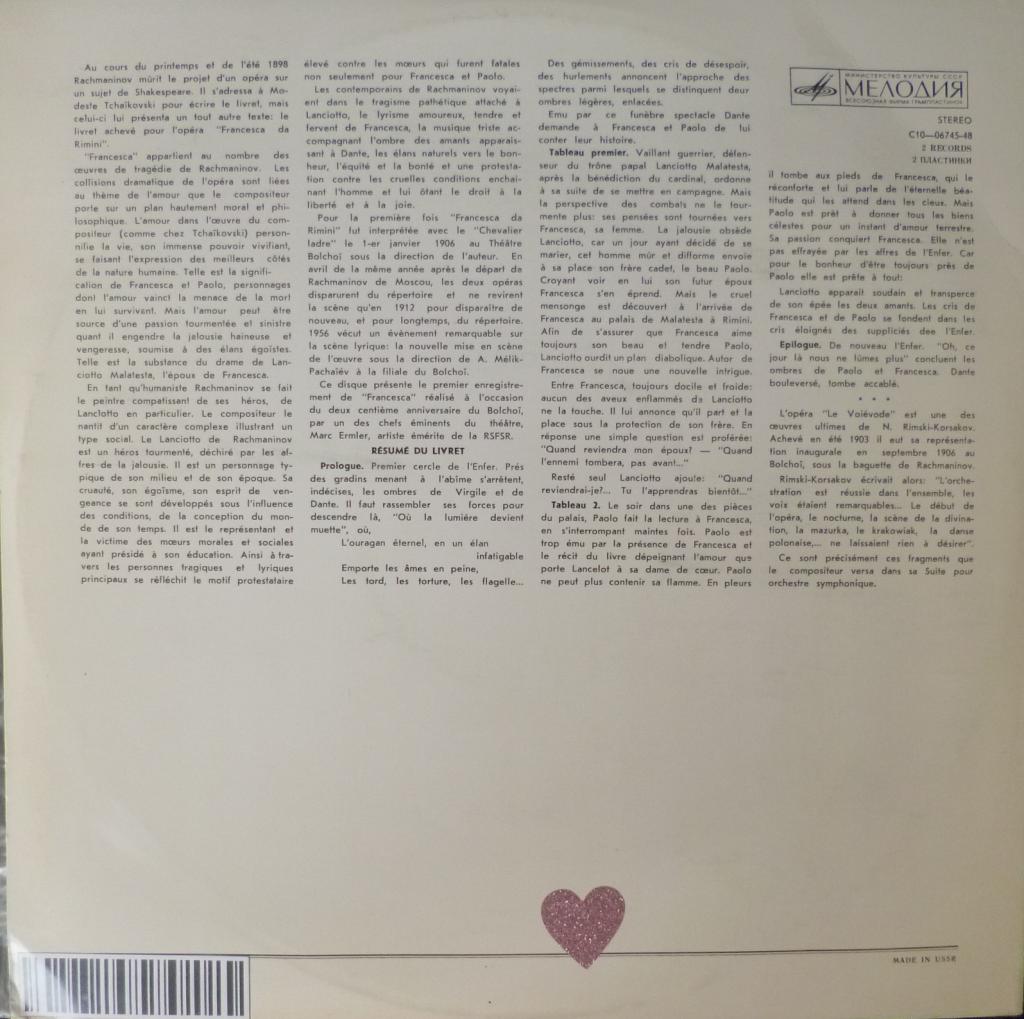 Au cours du printemps et de l'été 1898
Rachmaninov mûrit le projet d'un opéra sur
un sujet de Shakespeare. Il s'adressa à Mo-
deste Tchaïkovski pour écrire le livret, mais
celui-ci lui présenta un tout autre texte: le
livret achevé pour l'opéra "Francesca da
Rimini".
"Francesca" appartient au nombre des
œuvres de tragédie de Rachmaninov. Les
collisions dramatique de l'opéra sont liées
au thème de l'amour que le compositeur
porte sur un plan hautement moral et phi-
losophique. L'amour dans l'œuvre du com-
positeur (comme chez Tchaïkovski) person-
nifie la vie, son immense pouvoir vivifiant,
se faisant l'expression des meilleurs côtés
de la nature humaine. Telle est la signifi-
cation de Francesca et Paolo, personnages
dont l'amour vainct la menace de la mort
en lui survivant. Mais l'amour peut être
source d'une passion tourmentée et sinistre
quant il engendre la jalousie haineuse et
vengeresse, soumise à des élans égoïstes.
Telle est la substance du drame de Lan-
ciotto Malatesta, l'époux de Francesca.
En tant qu'humaniste Rachmaninov se fait
le peintre compatissant de ses héros, de
Lanciotto en particulier. Le compositeur le
nantit d'un caractère complexe illustrant un
type social. Le Lanciotto de Rachmaninov
est un héros tourmenté, déchiré par les af-
fres de la jalousie. Il est un personnage ty-
pique de son milieu et de son époque. Sa
cruauté, son égoïsme, son esprit de ven-
geance se sont développés sous l'influence
des conditions, de la conception du mon-
de de son temps. Il est le représentant et
la victime des mœurs morales et sociales
ayant présidé à son éducation. Ainsi à tra-
vers les personnes tragiques et lyriques
principaux se réfléchit le motif protestataire
élevé contre les mœurs qui furent fatales
non seulement pour Francesca et Paolo.
Les contemporains de Rachmaninov voyai-
ent dans le tragisme pathétique attaché à
Lanciotto, le lyrisme amoureux, tendre et
fervent de Francesca, la musique triste ac-
compagnant l'ombre des amants apparais-
sant à Dante, les élans naturels vers le bon-
heur, l'équité et la bonté et une protesta-
tion contre les cruelles conditions enchai-
nant l'homme et lui ôtant le droit à la
liberté et à la joie.
Pour la première fois "Francesca da
Rimini" fut interprétée avec le "Chevalier
ladre" le 1-er janvier 1906 au Théâtre
Bolchoï sous la direction de l'auteur. En
avril de la même année après le départ de
Rachmaninov de Moscou, les deux opéras
disparurent du répertoire et ne revirent
la scène qu'en 1912 pour disparaître de
nouveau, et pour longtemps, du répertoire.
1956 vécut un évènement remarquable sur
la scène lyrique: la nouvelle mise en scène
de l'œuvre sous la direction de A. Mélik-
Pachaïév à la filiale du Bolchoï.
Ce disque présente le premier enregistre-
ment de "Francesca" réalisé à l'occasion
du deux centième anniversaire du Bolchoï,
par un des chefs éminents du théâtre,
Marc Ermler, artiste émérite de la RSFSR.
RÉSUMÉ DU LIVRET
Prologue. Premier cercle de l'Enfer. Près
des gradins menant à l'abîme s'arrêtent,
indécises, les ombres de Virgile et de
Dante. Il faut rassembler ses forces pour
descendre là, "Où la lumière devient
muette", où,
L'ouragan éternel, en un élan
infatigable
Emporte les âmes en peine,
Les tord, les torture, les flagelle...
Des gémissements, des cris de désespoir,
des hurlements annoncent l'approche des
spectres parmi lesquels se distinguent deur
ombres légères, enlacées.
Emu par ce funèbre spectacle Dante
demande à Francesca et Paolo de lui
conter leur histoire.
Tableau premier. Vaillant guerrier, défen-
seur du trône papal Lanciotto Malatesta,
après la bénédiction du cardinal, ordonne
à sa suite de se mettre en campagne. Mais
la perspective des combats ne le tour-
mente plus: ses pensées sont tournées vers
Francesca, sa femme. La jalousie obsède
Lanciotto, car un jour ayant décidé de se
marier, cet homme mûr et difforme envoie
à sa place son frère cadet, le beau Paolo.
Croyant voir en lui son futur époux
Francesca s'en éprend. Mais le cruel
mensonge est découvert à l'arrivée de
Francesca au palais de Malatesta à Rimini.
Afin de s'assurer que Francesca aime
toujours son beau et tendre Paolo,
Lanciotto ourdit un plan diabolique. Autor de
Francesca se noue une nouvelle intrigue.
Entre Francesca, toujours docile et froide:
aucun des aveux enflammés da Lanciotto
ne la touche. Il lui annonce qu'il part et la
place sous la protection de son frère. En
réponse une simple question est proférée:
"Quand reviendra mon époux? — "Quand
l'ennemi tombera, pas avant..."
Resté seul Lanciotto ajoute: "Quand
reviendrai-je?... Tu l'apprendras bientôt..."
Tableau 2. Le soir dans une des pièces
du palais, Paolo fait la lecture à Francesca,
en s'interrompant maintes fois. Paolo est
trop ému par la présence de Francesca et
le récit du livre dépeignant l'amour que
porte Lancelot à sa dame de cœur. Paolo
ne peut plus contenir sa flamme. En pleurs
МИНИСТЕРСТВО КУЛЬТУРЫ СССР
МЕЛОДИЯ
ВСЕСОЮЗНАЯ ФИРМА ГРАМПЛАСТИНОК
STEREO
С10—06745-48
2 RECORDS
2 ПЛАСТИНКИ
il tombe aux pieds de Francesca, qui le
réconforte et lui parle de l'éternelle béa-
titude qui les attend dans les cieux. Mais
Paolo est prêt à donner tous les biens
célestes pour un instant d'amour terrestre.
Sa passion conquiert Francesca. Elle n'est
pas effrayée par les affres de l'Enfer. Car
pour le bonheur d'être toujours près de
Paolo elle est prête à tout:
Lanciotto apparait soudain et transperce
de son épée les deux amants. Les cris de
Francesca et de Paolo se fondent dans les
cris éloignés des suppliciés dee l'Enfer.
Epilogue. De nouveau l'Enfer. "Oh, ce
jour là nous ne lûmes plus" concluent les
ombres de Paolo et Francesca. Dante
bouleversé, tombe accablé.
* * *
L'opéra "Le Voïévode" est une des
œuvres ultimes de N. Rimski-Korsakov.
Achevé en été 1903 il eut sa représenta-
tion inaugurale en septembre 1906 au
Bolchoï, sous la baguette de Rachmaninov.
Rimski-Korsakov écrivait alors: "L'orche-
stration est réussie dans l'ensemble, les
voix étaient remarquables... Le début de
l'opéra, le nocturne, la scène de la divina-
tion, la mazurka, le krakowiak, la danse
polonaise,... ne laissaient rien à désirer".
Ce sont précisément ces fragments que
le compositeur versa dans sa Suite pour
orchestre symphonique.
MADE IN USSR